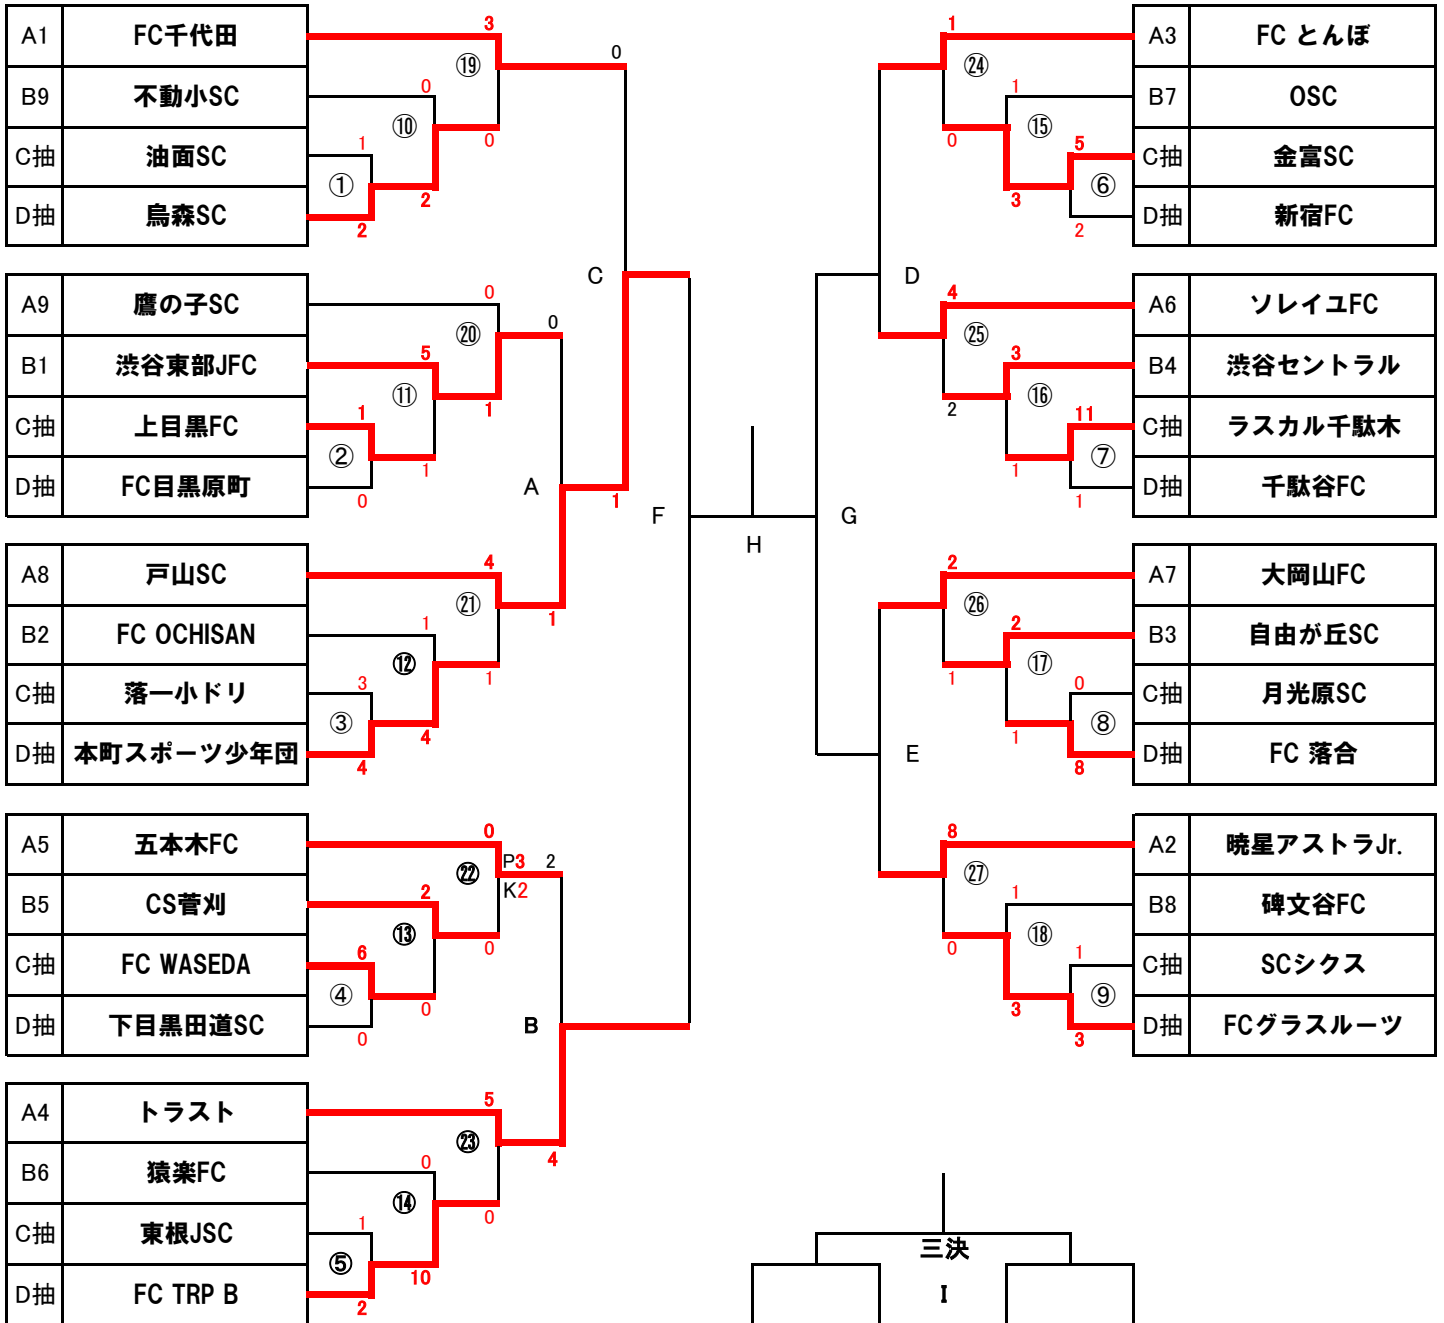 A1 FC千代田
B9 不動小SC
C抽 油面SC
D抽 烏森SC
3
⑲
0
0
⑩
1
①
2
2
0
A9 鷹の子SC
B1 渋谷東部JFC
C抽 上目黒FC
D抽 FC目黒原町
0
⑳
0
5
⑪
1
1
②
1
0
A8 戸山SC
B2 FC OCHISAN
C抽 落一小ドリ
D抽 本町スポーツ少年団
4
㉑
1
1
⑫
3
1
③
4
4
A
C
1
A5 五本木FC
B5 CS菅刈
C抽 FC WASEDA
D抽 下目黒田道SC
0
㉒
P3 2
K2
2
⑬
6
0
④
0
0
B
F
A4 トラスト
B6 猿楽FC
C抽 東根JSC
D抽 FC TRP B
5
㉓
4
0
⑭
1
0
⑤
10
2
H
A3 FC とんぼ
B7 OSC
C抽 金富SC
D抽 新宿FC
1
㉔
1
⑮
0
5
⑥
3
2
D
A6 ソレイユFC
B4 渋谷セントラル
C抽 ラスカル千駄木
D抽 千駄谷FC
4
㉕
3
⑯
2
11
⑦
1
1
G
A7 大岡山FC
B3 自由が丘SC
C抽 月光原SC
D抽 FC 落合
2
㉖
2
⑰
1
0
⑧
1
8
E
A2 暁星アストラJr.
B8 碑文谷FC
C抽 SCシクス
D抽 FCグラスルーツ
8
㉗
1
⑱
0
1
⑨
3
3
三決
I